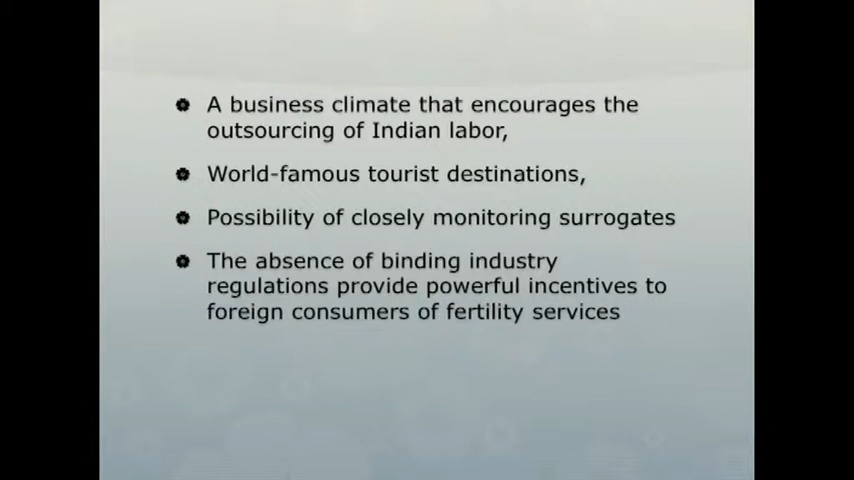 A business climate that encourages the
outsourcing of Indian labor,
World-famous tourist destinations,
Possibility of closely monitoring surrogates
The absence of binding industry
regulations provide powerful incentives to
foreign consumers of fertility services